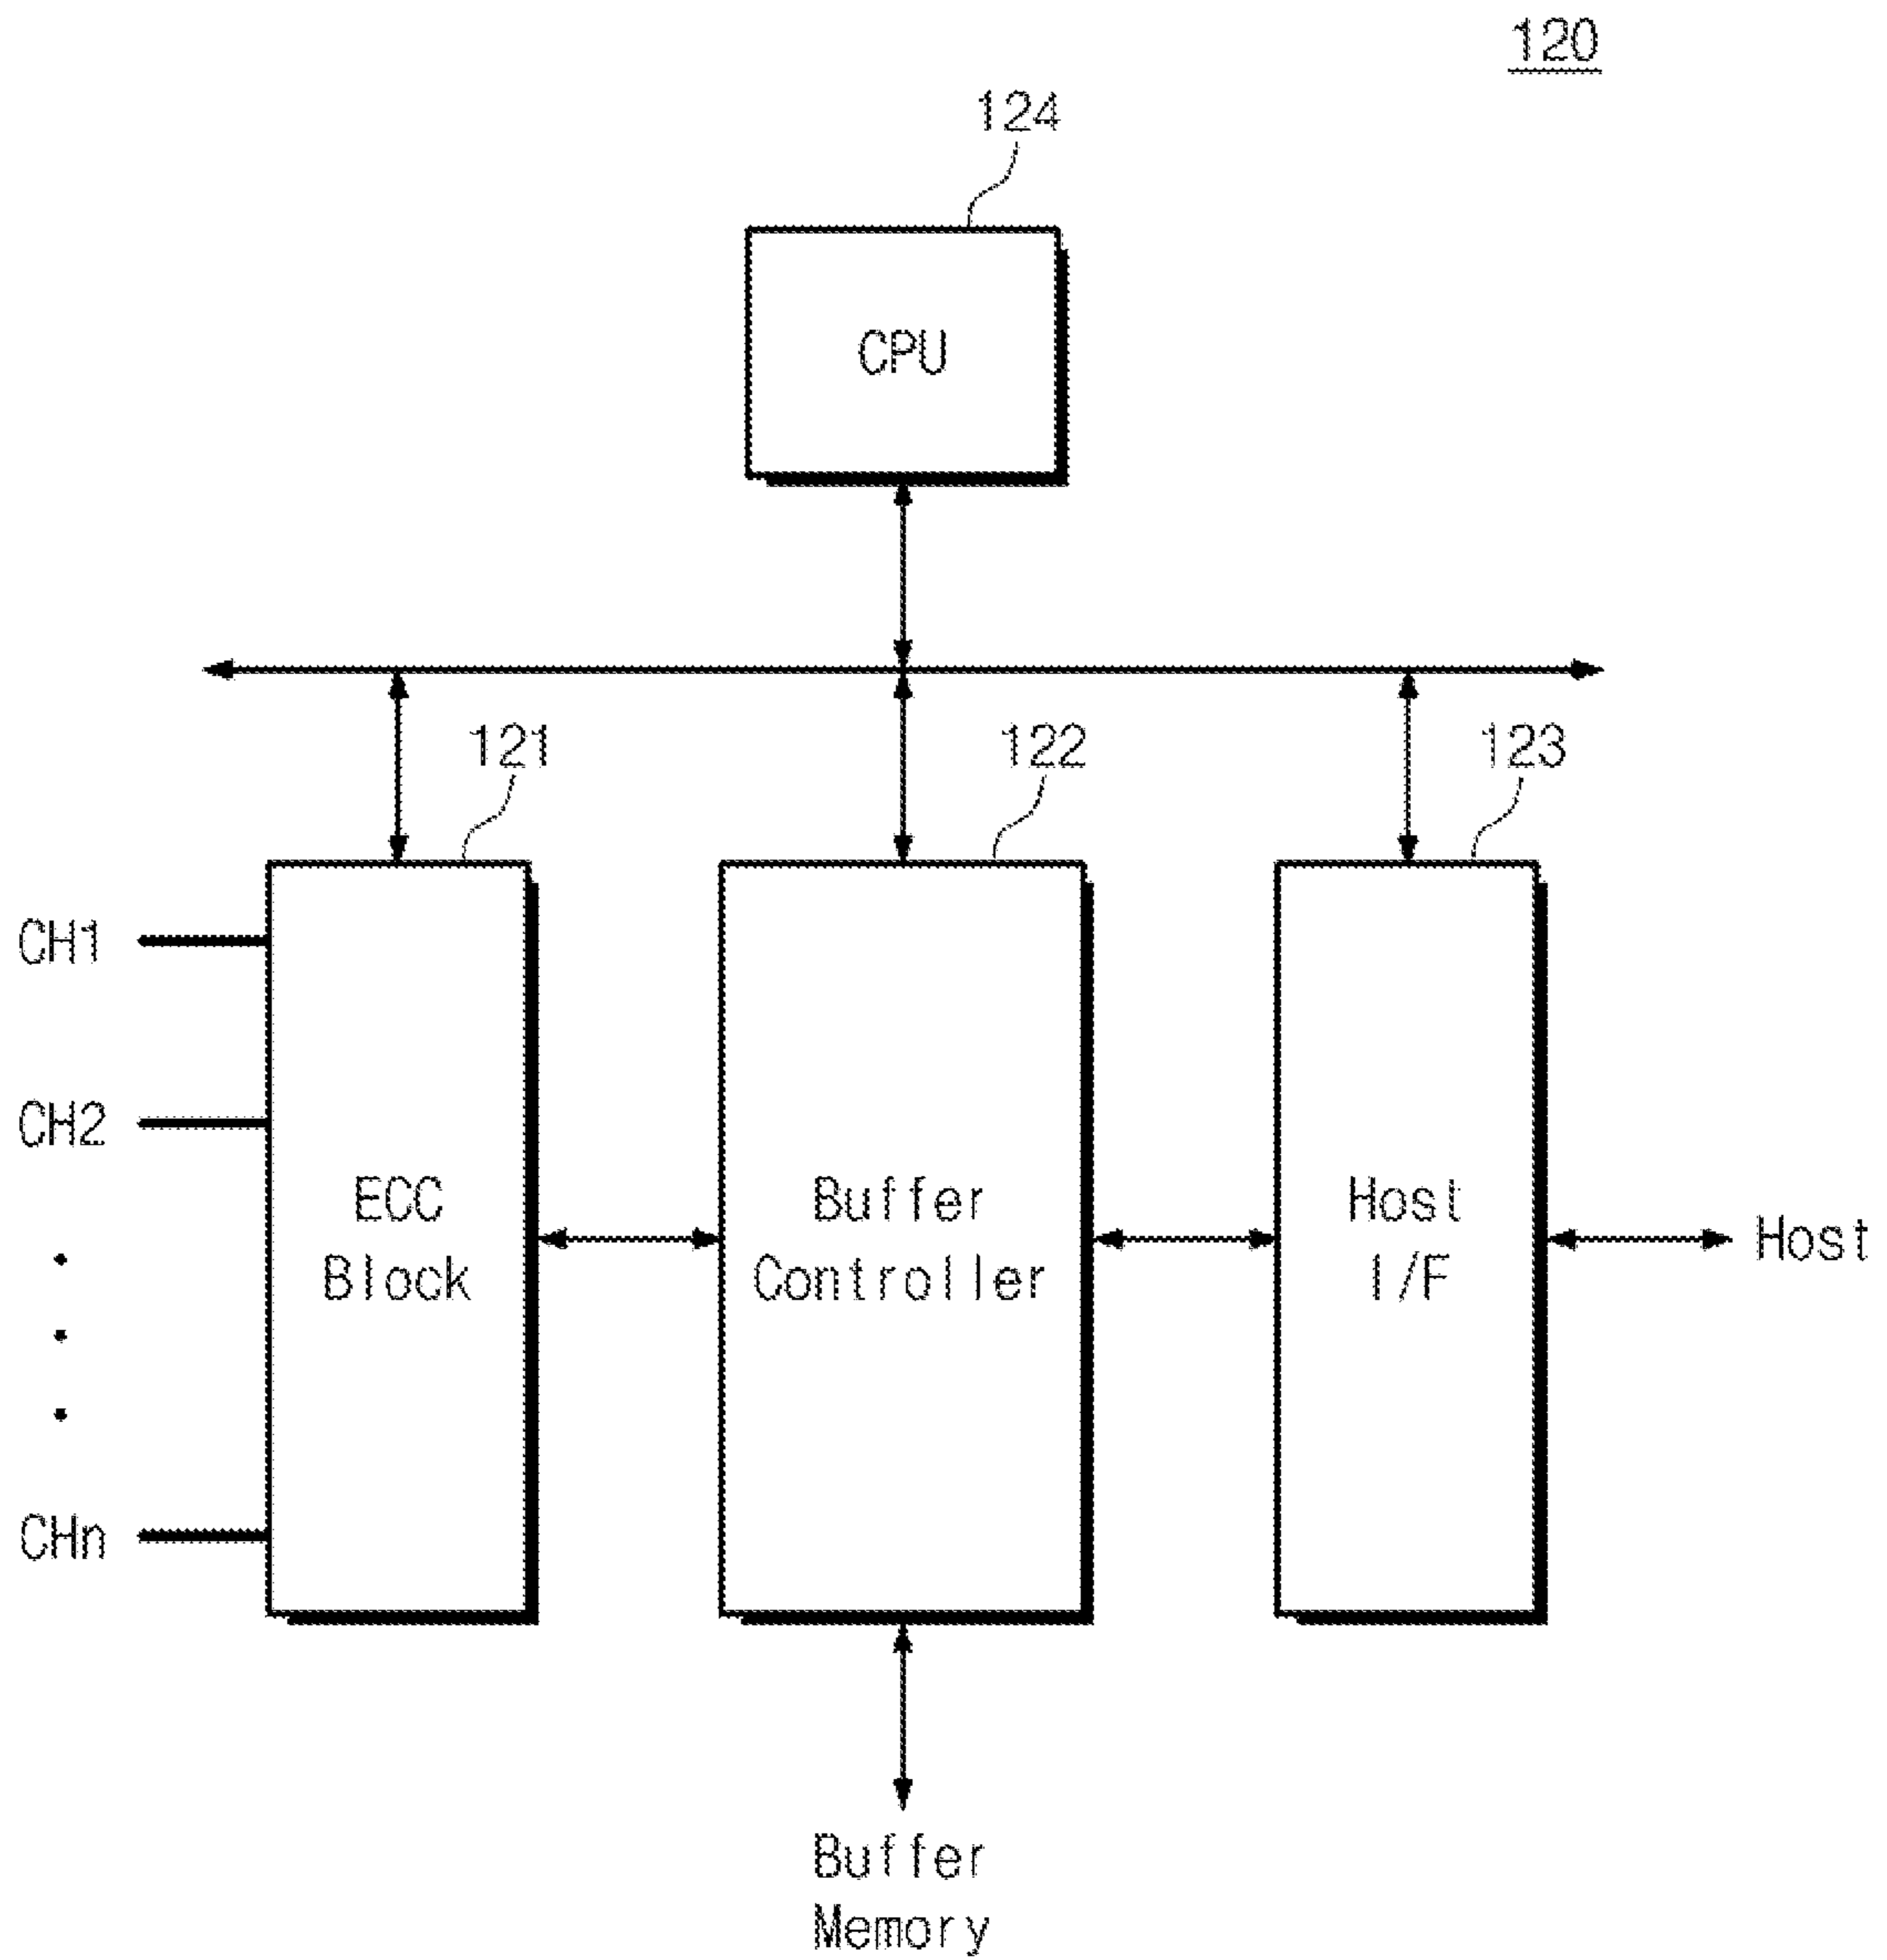 120
124
CPU
121
122
123
CH1
CH2
ECC
Block
Buffer
Controller
Host
I/F
Host
CHn
Buffer
Memory